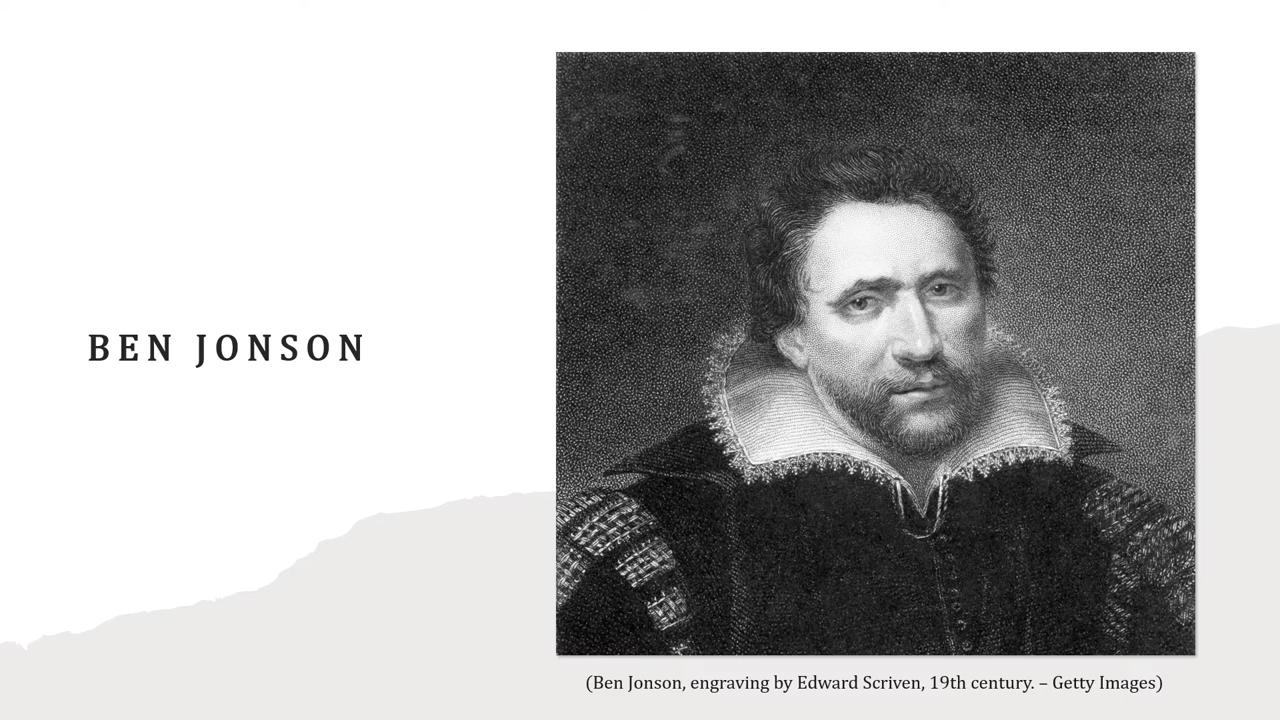 BEN JONSON
(Ben Jonson, engraving by Edward Scriven, 19th century. – Getty Images)